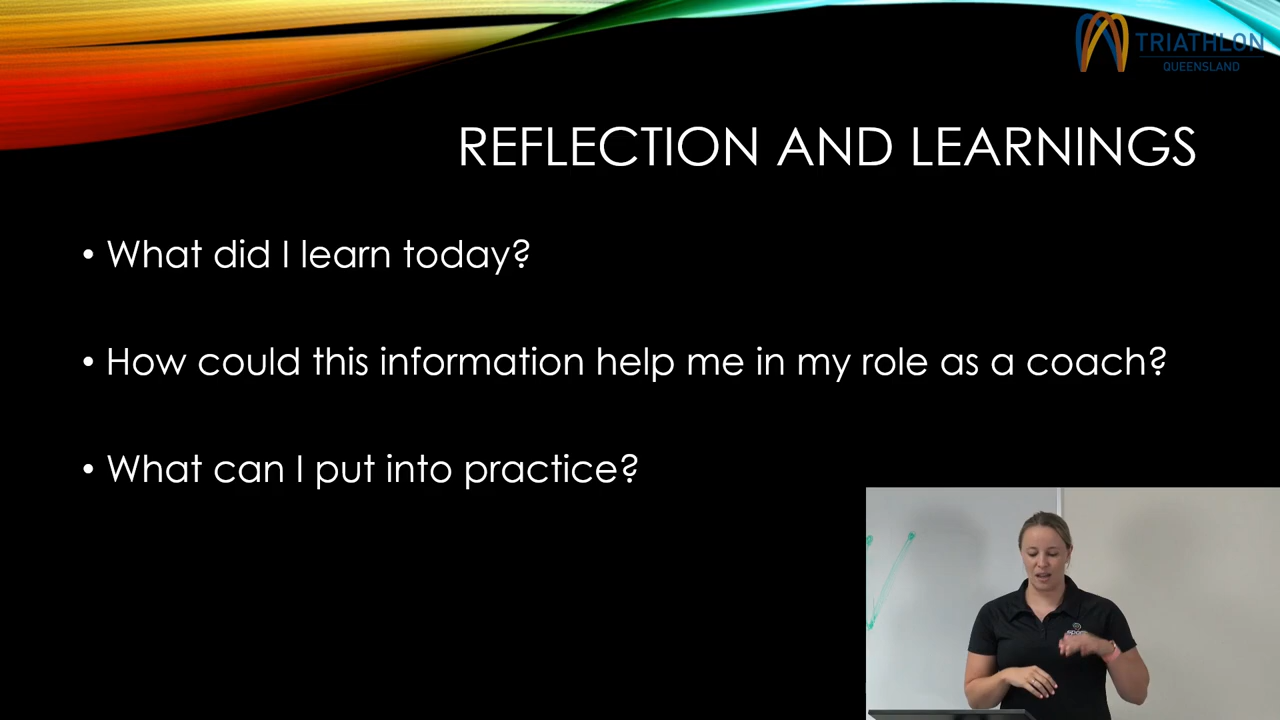 TRIATHLON
QUEENSLAND
REFLECTION AND LEARNINGS
• What did I learn today?
• How could this information help me in my role as a coach?
• What can I put into practice?